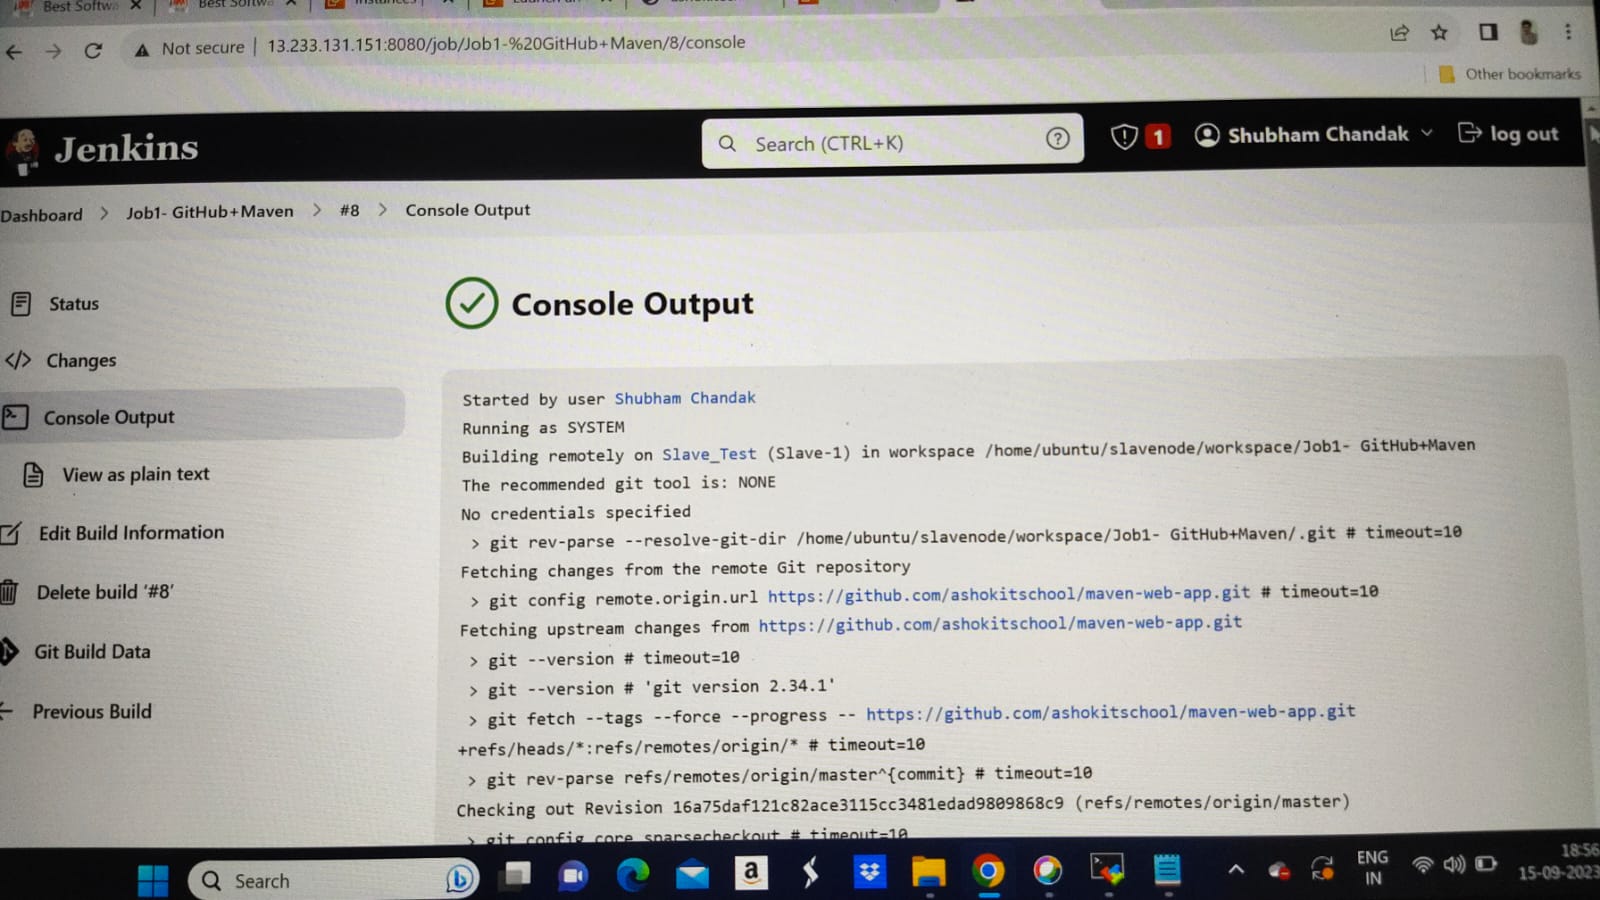 Best Softwa
Best Softwa
Not secure | 13.233.131.151:8080/job/Job1-%20GitHub+Maven/8/console
Other bookmarks
Jenkins
Search (CTRL+K)
1
Shubham Chandak
log out
Dashboard > Job1- GitHub+Maven > #8 > Console Output
Status
Changes
Console Output
View as plain text
Edit Build Information
Delete build ‘#8’
Git Build Data
Previous Build
Console Output
Started by user Shubham Chandak
Running as SYSTEM
Building remotely on Slave_Test (Slave-1) in workspace /home/ubuntu/slavenode/workspace/Job1- GitHub+Maven
The recommended git tool is: NONE
No credentials specified
> git rev-parse --resolve-git-dir /home/ubuntu/slavenode/workspace/Job1- GitHub+Maven/.git # timeout=10
Fetching changes from the remote Git repository
> git config remote.origin.url https://github.com/ashokitschool/maven-web-app.git # timeout=10
Fetching upstream changes from https://github.com/ashokitschool/maven-web-app.git
> git --version # timeout=10
> git --version # 'git version 2.34.1'
> git fetch --tags --force --progress -- https://github.com/ashokitschool/maven-web-app.git
+refs/heads/*:refs/remotes/origin/* # timeout=10
> git rev-parse refs/remotes/origin/master^{commit} # timeout=10
Checking out Revision 16a75daf121c82ace3115cc3481edad9809868c9 (refs/remotes/origin/master)
> git config core.sparsecheckout # timeout=10
Search
ENG
IN
18:56
15-09-2023